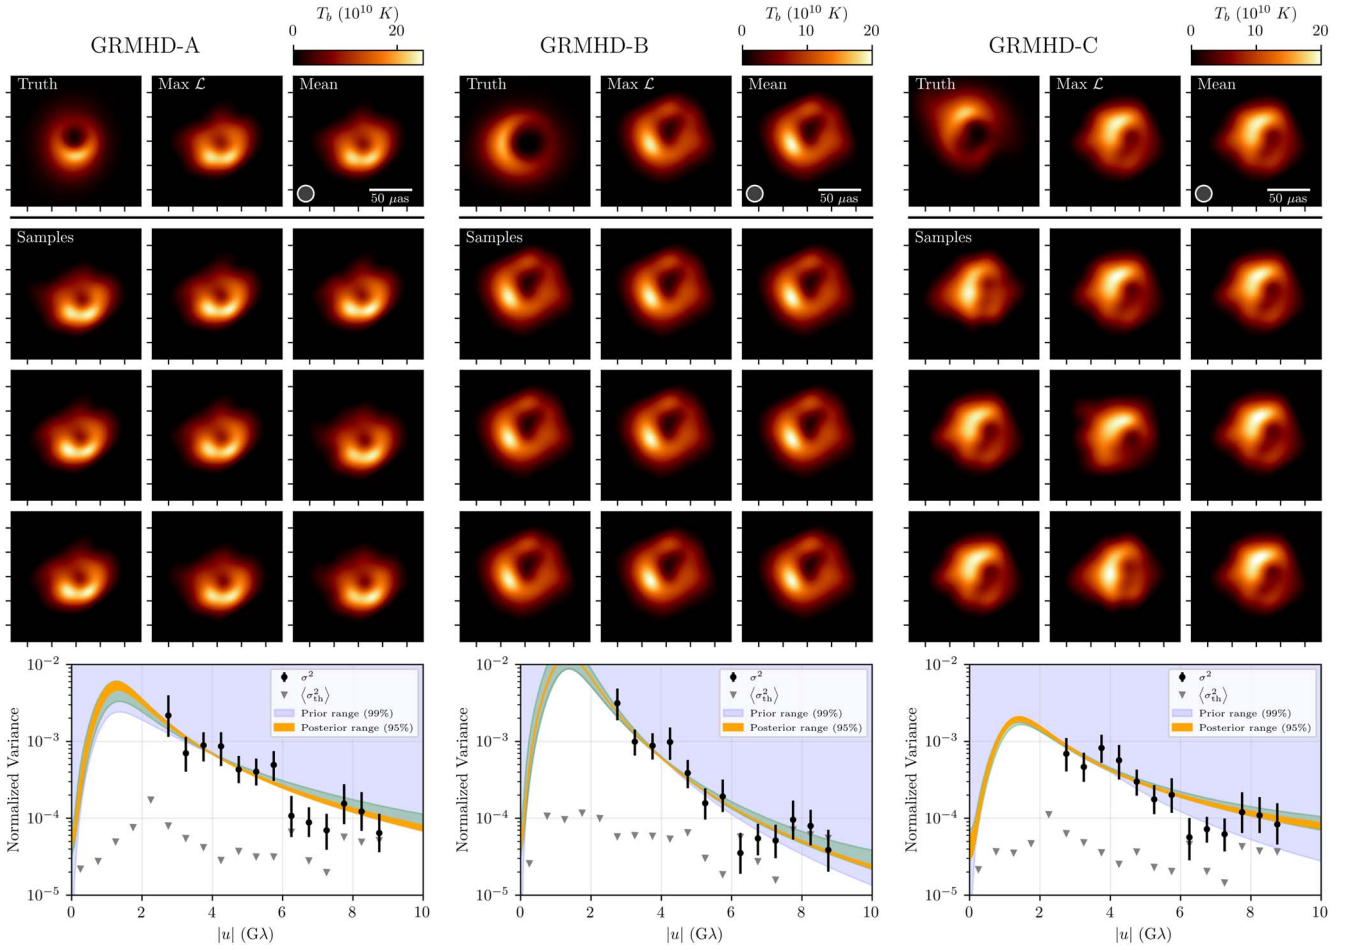 GRMHD-A
T_b (10^10 K)
0 20
Truth
Max ℒ
Mean
50 μas
Samples
GRMHD-B
T_b (10^10 K)
0 10 20
Truth
Max ℒ
Mean
50 μas
Samples
GRMHD-C
T_b (10^10 K)
0 10 20
Truth
Max ℒ
Mean
50 μas
Samples
Normalized Variance
10^-2
10^-3
10^-4
10^-5
σ^2
⟨σ^2_th⟩
Prior range (99%)
Posterior range (95%)
0 2 4 6 8 10
|u| (Gλ)
Normalized Variance
10^-2
10^-3
10^-4
10^-5
σ^2
⟨σ^2_th⟩
Prior range (99%)
Posterior range (95%)
0 2 4 6 8 10
|u| (Gλ)
Normalized Variance
10^-2
10^-3
10^-4
10^-5
σ^2
⟨σ^2_th⟩
Prior range (99%)
Posterior range (95%)
0 2 4 6 8 10
|u| (Gλ)